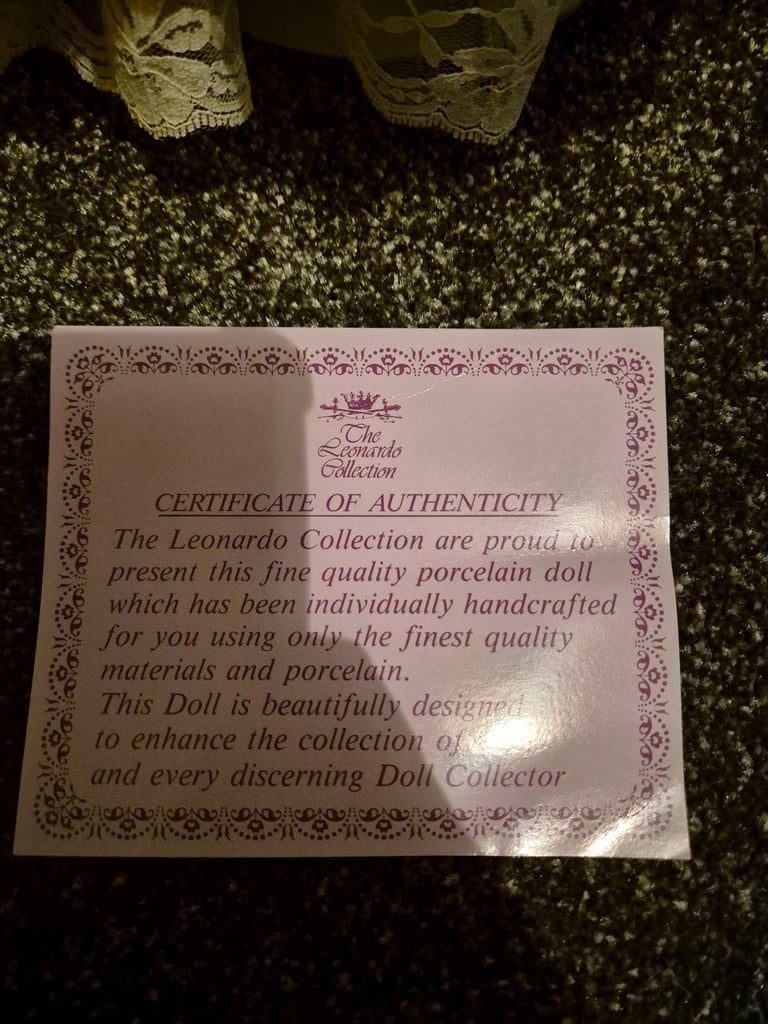 The
Leonardo
Collection
CERTIFICATE OF AUTHENTICITY
The Leonardo Collection are proud to
present this fine quality porcelain doll
which has been individually handcrafted
for you using only the finest quality
materials and porcelain.
This Doll is beautifully designed
to enhance the collection of
and every discerning Doll Collector